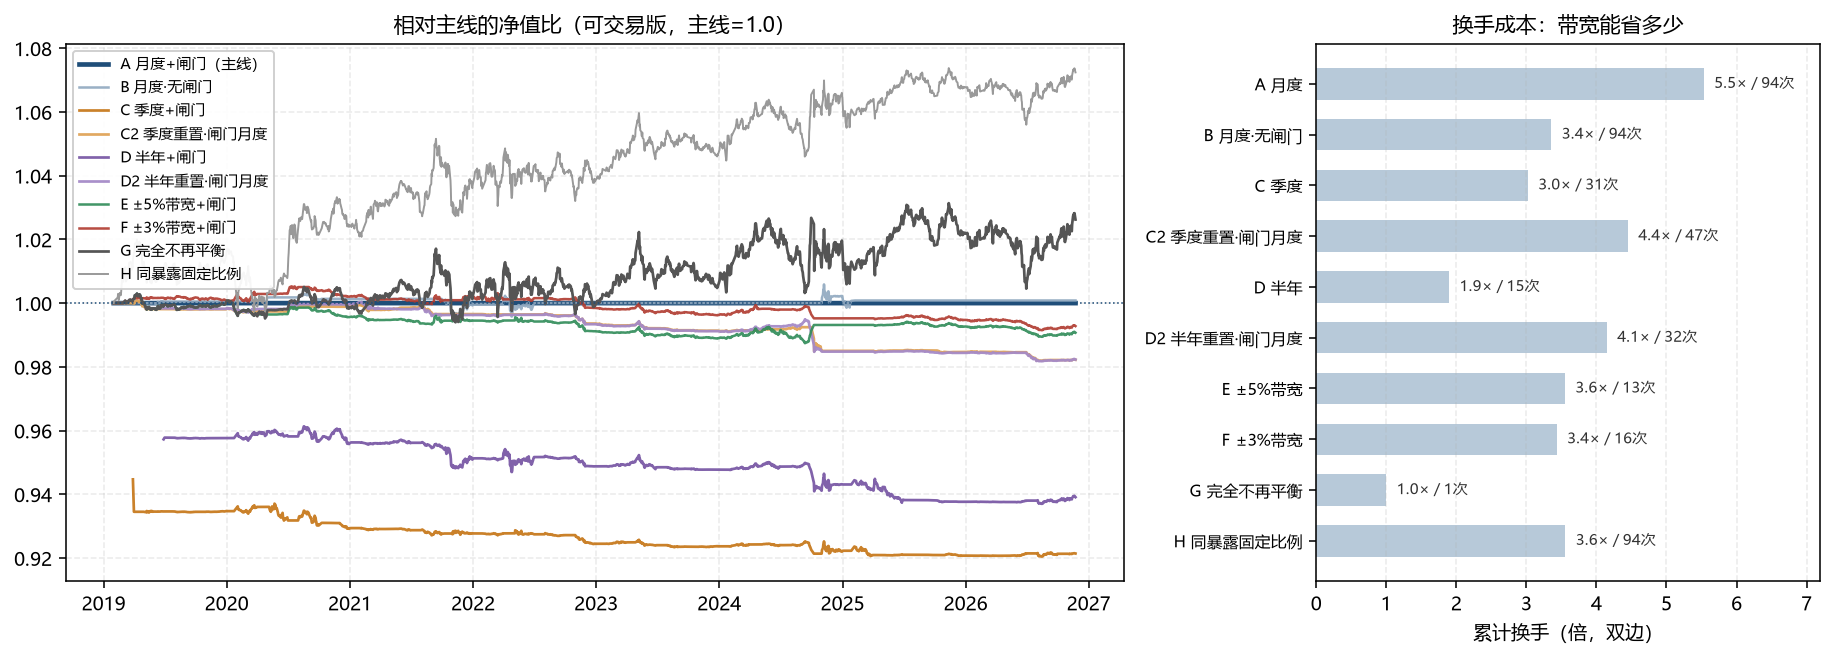 相对主线的净值比（可交易版，主线=1.0）
1.08
1.06
1.04
1.02
1.00
0.98
0.96
0.94
0.92
A 月度+闸门（主线）
B 月度·无闸门
C 季度+闸门
C2 季度重置·闸门月度
D 半年+闸门
D2 半年重置·闸门月度
E ±5%带宽+闸门
F ±3%带宽+闸门
G 完全不再平衡
H 同暴露固定比例
2019 2020 2021 2022 2023 2024 2025 2026 2027
换手成本：带宽能省多少
A 月度 5.5× / 94次
B 月度·无闸门 3.4× / 94次
C 季度 3.0× / 31次
C2 季度重置·闸门月度 4.4× / 47次
D 半年 1.9× / 15次
D2 半年重置·闸门月度 4.1× / 32次
E ±5%带宽 3.6× / 13次
F ±3%带宽 3.4× / 16次
G 完全不再平衡 1.0× / 1次
H 同暴露固定比例 3.6× / 94次
0 1 2 3 4 5 6 7
累计换手（倍，双边）